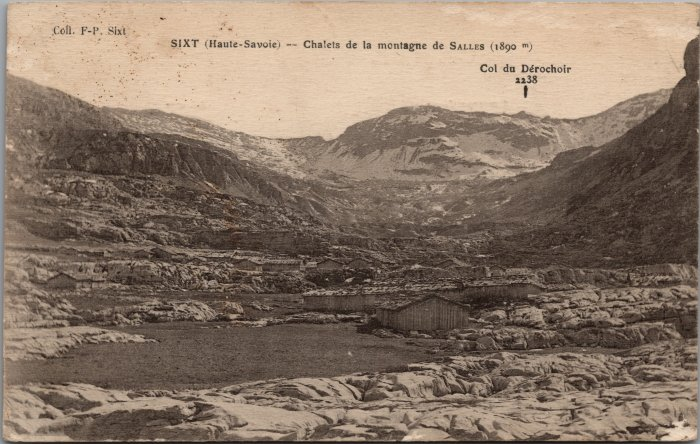 Coll. F-P. Sixt
SIXT (Haute-Savoie) -- Chalets de la montagne de SALLES (1890 m)
Col du Dérochoir
2238